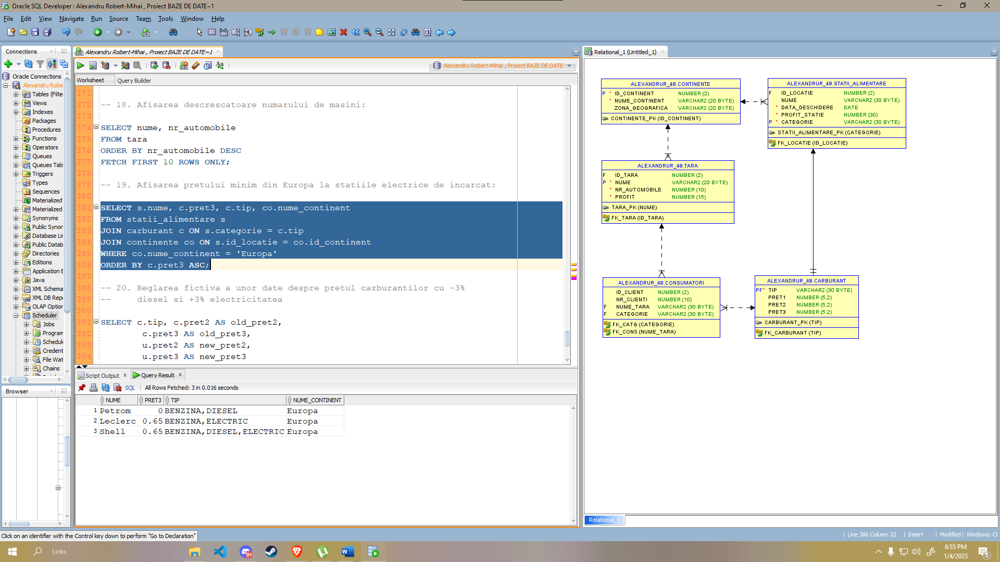 Oracle SQL Developer : Alexandru Robert-Mihai , Proiect BAZE DE DATE~1
File Edit View Navigate Run Source Team Tools Window Help
Connections
Oracle Connections
Alexandru Robe
Tables (Filte
Views
Indexes
Packages
Procedures
Functions
Operators
Queues
Queues Tab
Triggers
Types
Sequences
Materialized
Materialized
Synonyms
Public Synon
Database Lin
Public Datab
Directories
Editions
Application E
Java
XML Schema
XML DB Repo
OLAP Option
Scheduler
Jobs
Program
Schedul
Credent
File Wat
Chains
Browser
Alexandru Robert-Mihai , Proiect BAZE DE DATE~1
Alexandru Robert-Mihai , Proiect BAZE DE DATE
Worksheet Query Builder
371
372 -- 18. Afisarea descrescatoare numarului de masini:
373
374 SELECT nume, nr_automobile
375 FROM tara
376 ORDER BY nr_automobile DESC
377 FETCH FIRST 10 ROWS ONLY;
378
379 -- 19. Afisarea pretului minim din Europa la statiile electrice de incarcat:
380
381 SELECT s.nume, c.pret3, c.tip, co.nume_continent
382 FROM statii_alimentare s
383 JOIN carburant c ON s.categorie = c.tip
384 JOIN continente co ON s.id_locatie = co.id_continent
385 WHERE co.nume_continent = 'Europa'
386 ORDER BY c.pret3 ASC;
387
388 -- 20. Reglarea fictiva a unor date despre pretul carburantilor cu -3%
389 -- diesel si +3% electricitatea
390
391 SELECT c.tip, c.pret2 AS old_pret2,
392 c.pret3 AS old_pret3,
393 u.pret2 AS new_pret2,
394 u.pret3 AS new_pret3
Script Output x Query Result x
SQL | All Rows Fetched: 3 in 0.016 seconds
NUME PRET3 TIP NUME_CONTINENT
1 Petrom 0 BENZINA,DIESEL Europa
2 Leclerc 0.65 BENZINA,ELECTRIC Europa
3 Shell 0.65 BENZINA,DIESEL,ELECTRIC Europa
Relational_1 (Untitled_1)
ALEXANDRUR_48.CONTINENTE
P * ID_CONTINENT NUMBER (2)
* NUME_CONTINENT VARCHAR2 (20 BYTE)
ZONA_GEOGRAFICA VARCHAR2 (20 BYTE)
CONTINENTE_PK (ID_CONTINENT)
ALEXANDRUR_48.STATII_ALIMENTARE
F ID_LOCATIE NUMBER (2)
NUME VARCHAR2 (30 BYTE)
* DATA_DESCHIDERE DATE
* PROFIT_STATIE NUMBER (30)
P * CATEGORIE VARCHAR2 (30 BYTE)
STATII_ALIMENTARE_PK (CATEGORIE)
FK_LOCATIE (ID_LOCATIE)
ALEXANDRUR_48.TARA
F ID_TARA NUMBER (2)
P * NUME VARCHAR2 (20 BYTE)
* NR_AUTOMOBILE NUMBER (10)
* PROFIT NUMBER (15)
TARA_PK (NUME)
FK_TARA (ID_TARA)
ALEXANDRUR_48.CONSUMATORI
ID_CLIENT NUMBER (2)
NR_CLIENTI NUMBER (10)
F NUME_TARA VARCHAR2 (30 BYTE)
F CATEGORIE VARCHAR2 (30 BYTE)
FK_CATG (CATEGORIE)
FK_CONS (NUME_TARA)
ALEXANDRUR_48.CARBURANT
PF* TIP VARCHAR2 (30 BYTE)
PRET1 NUMBER (5,2)
PRET2 NUMBER (5,2)
PRET3 NUMBER (5,2)
CARBURANT_PK (TIP)
FK_CARBURANT (TIP)
Relational_1
Click on an identifier with the Control key down to perform "Go to Declaration"
| Line 386 Column 22 | Insert | Modified | Windows: CF
Links
6:55 PM
1/4/2023